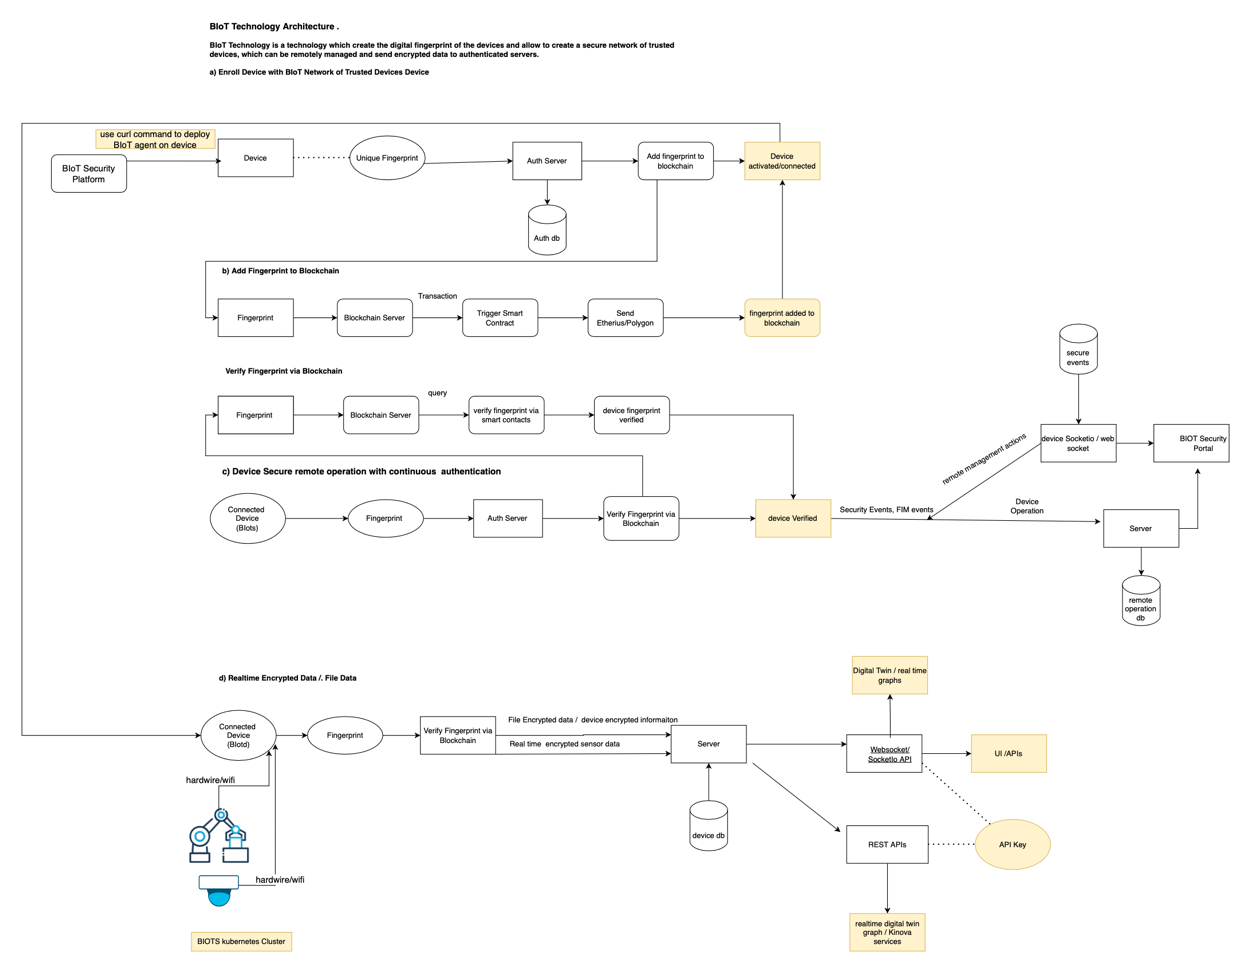 BIoT Technology Architecture .
BIoT Technology is a technology which create the digital fingerprint of the devices and allow to create a secure network of trusted
devices, which can be remotely managed and send encrypted data to authenticated servers.
a) Enroll Device with BIoT Network of Trusted Devices Device
use curl command to deploy
BIoT agent on device
BIoT Security
Platform
Device
Unique Fingerprint
Auth Server
Add fingerprint to
blockchain
Device
activated/connected
Auth db
b) Add Fingerprint to Blockchain
Fingerprint
Blockchain Server
Transaction
Trigger Smart
Contract
Send
Etherius/Polygon
fingerprint added to
blockchain
Verify Fingerprint via Blockchain
Fingerprint
Blockchain Server
query
verify fingerprint via
smart contacts
device fingerprint
verified
secure
events
device Socketio / web
socket
BIOT Security
Portal
remote management actions
c) Device Secure remote operation with continuous  authentication
Connected
Device
(Blots)
Fingerprint
Auth Server
Verify Fingerprint via
Blockchain
device Verified
Security Events, FIM events
Device
Operation
Server
remote
operation
db
d) Realtime Encrypted Data /. File Data
Connected
Device
(Blotd)
Fingerprint
Verify Fingerprint via
Blockchain
File Encrypted data /  device encrypted informaiton
Real time  encrypted sensor data
Server
device db
Digital Twin / real time
graphs
Websocket/
SocketIo API
UI /APIs
REST APIs
API Key
realtime digital twin
graph / Kinova
services
hardwire/wifi
hardwire/wifi
BIOTS kubernetes Cluster